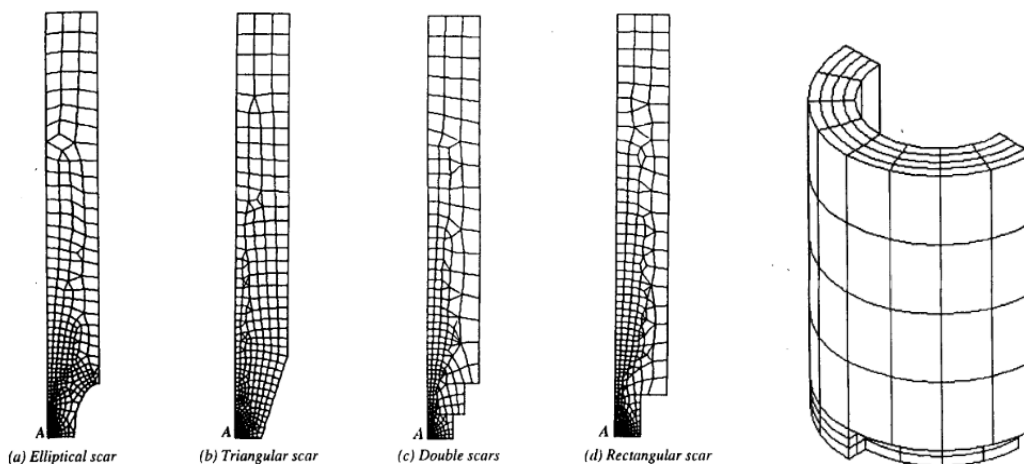 A
A
A
A
(a) Elliptical scar
(b) Triangular scar
(c) Double scars
(d) Rectangular scar